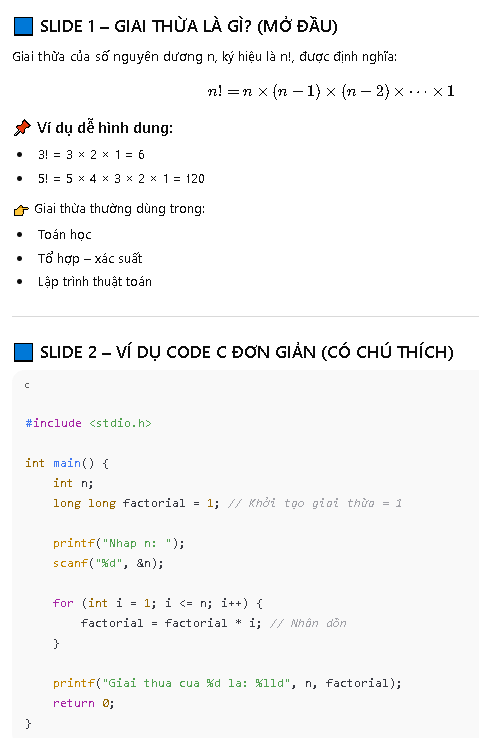 🟦 SLIDE 1 – GIAI THỪA LÀ GÌ? (MỞ ĐẦU)
Giai thừa của số nguyên dương n, ký hiệu là n!, được định nghĩa:
n! = n × (n − 1) × (n − 2) × ⋯ × 1
📌 Ví dụ dễ hình dung:
• 3! = 3 × 2 × 1 = 6
• 5! = 5 × 4 × 3 × 2 × 1 = 120
👉 Giai thừa thường dùng trong:
• Toán học
• Tổ hợp – xác suất
• Lập trình thuật toán
🟦 SLIDE 2 – VÍ DỤ CODE C ĐƠN GIẢN (CÓ CHÚ THÍCH)
c
#include <stdio.h>
int main() {
    int n;
    long long factorial = 1; // Khởi tạo giai thừa = 1
    printf("Nhap n: ");
    scanf("%d", &n);
    for (int i = 1; i <= n; i++) {
        factorial = factorial * i; // Nhân dồn
    }
    printf("Giai thua cua %d la: %lld", n, factorial);
    return 0;
}